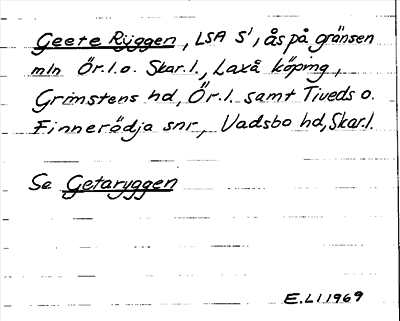 Geete Ryggen, LSA S', ås på gränsen
mln Ör.l.o. Skar.l., Laxå köping,
Grimstens hd, Ör.l. samt Tiveds o.
Finnerödja snr, Vadsbo hd, Skar.l.
Se Getaryggen
E.L. 1969